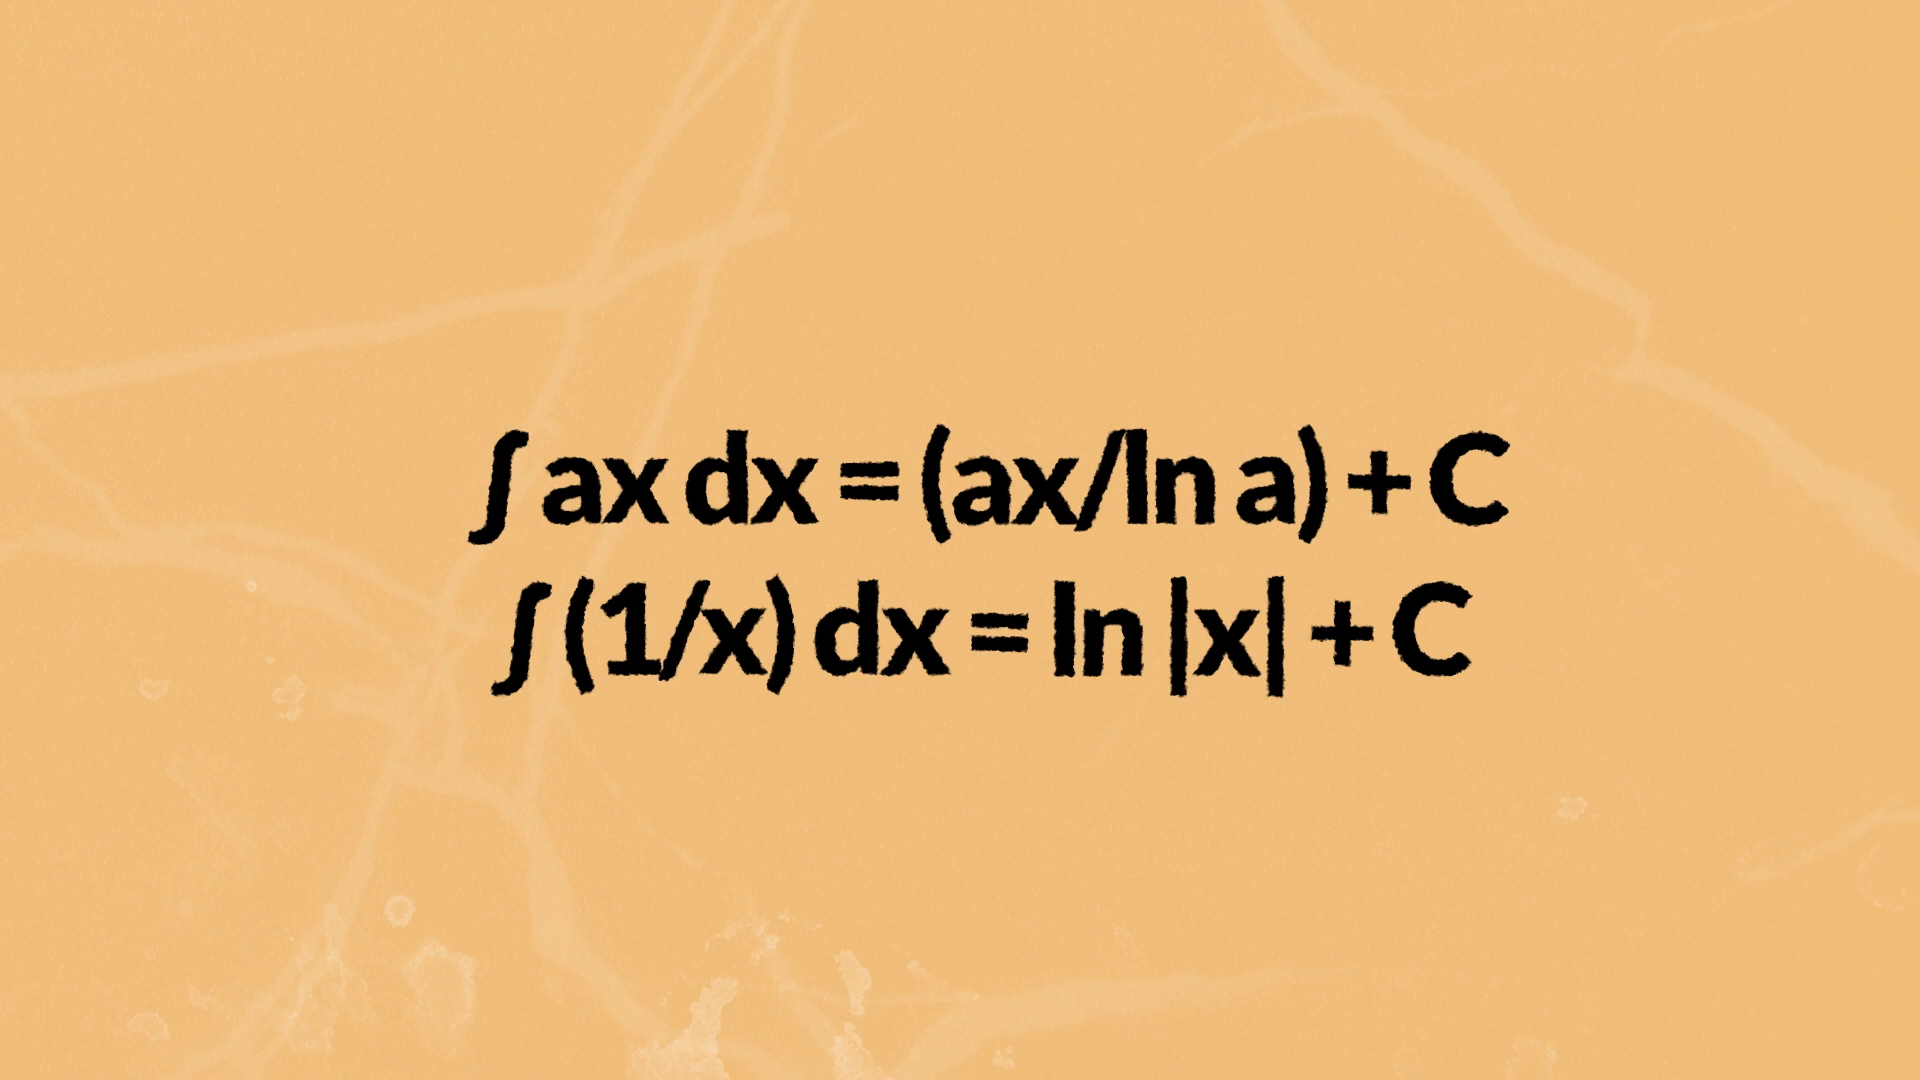 ∫ ax dx = (ax/ln a) + C
∫ (1/x) dx = ln |x| + C